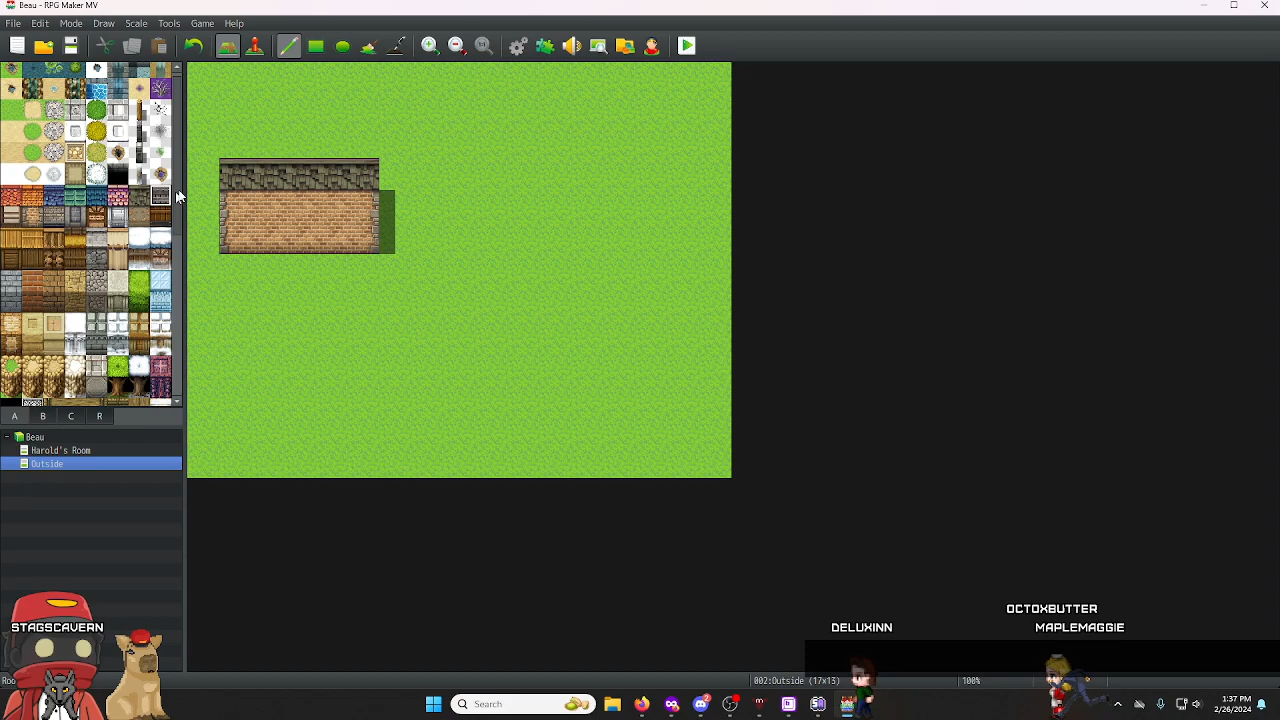 Beau - RPG Maker MV
File Edit Mode Draw Scale Tools Game Help
A B C R
Beau
Harold's Room
Outside
STAGSCAVERN
OCTOXBUTTER
DELUXINN
MAPLEMAGGIE
002:Outside (17x13)
100%
Search
1:37 PM
2/26/2024